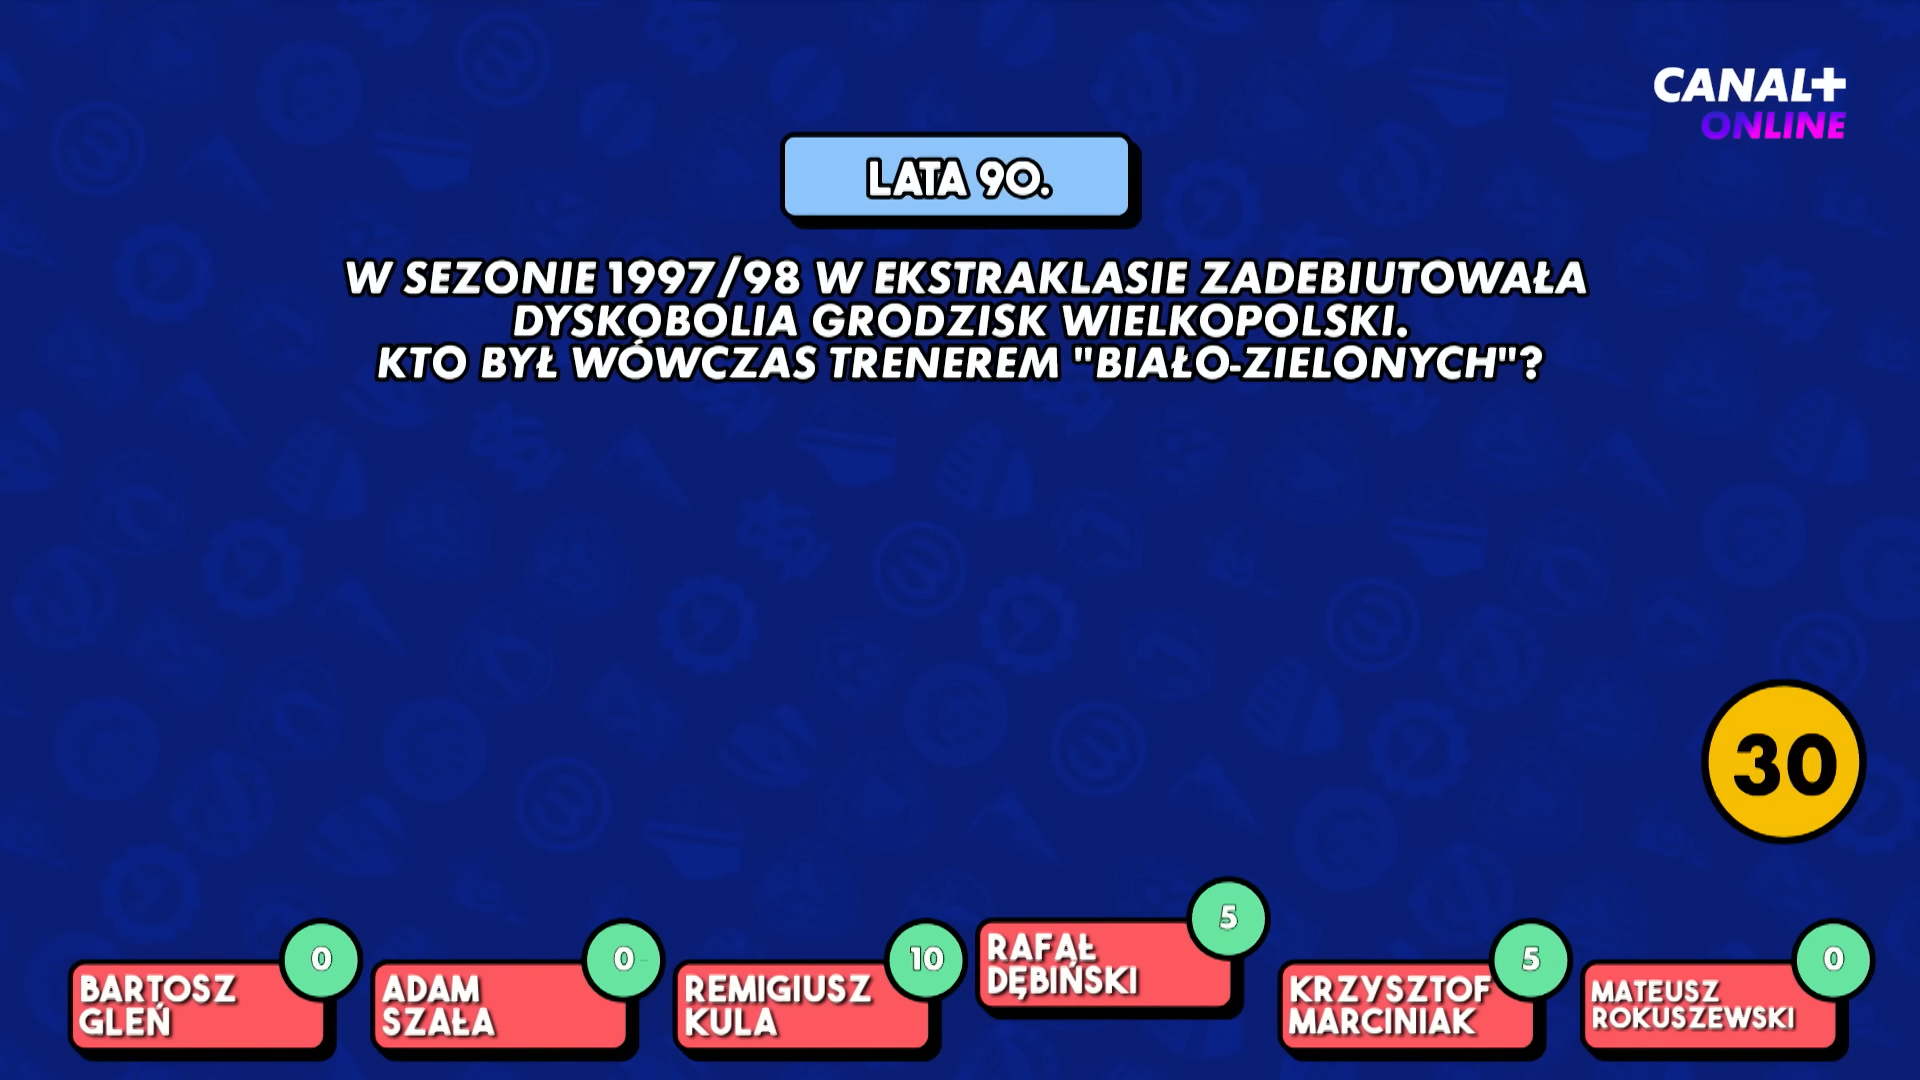 CANAL+
ONLINE
LATA 90.
W SEZONIE 1997/98 W EKSTRAKLASIE ZADEBIUTOWAŁA
DYSKOBOLIA GRODZISK WIELKOPOLSKI.
KTO BYŁ WÓWCZAS TRENEREM "BIAŁO-ZIELONYCH"?
30
0
BARTOSZ
GLEŃ
0
ADAM
SZAŁA
10
REMIGIUSZ
KULA
5
RAFAŁ
DĘBIŃSKI
5
KRZYSZTOF
MARCINIAK
0
MATEUSZ
ROKUSZEWSKI